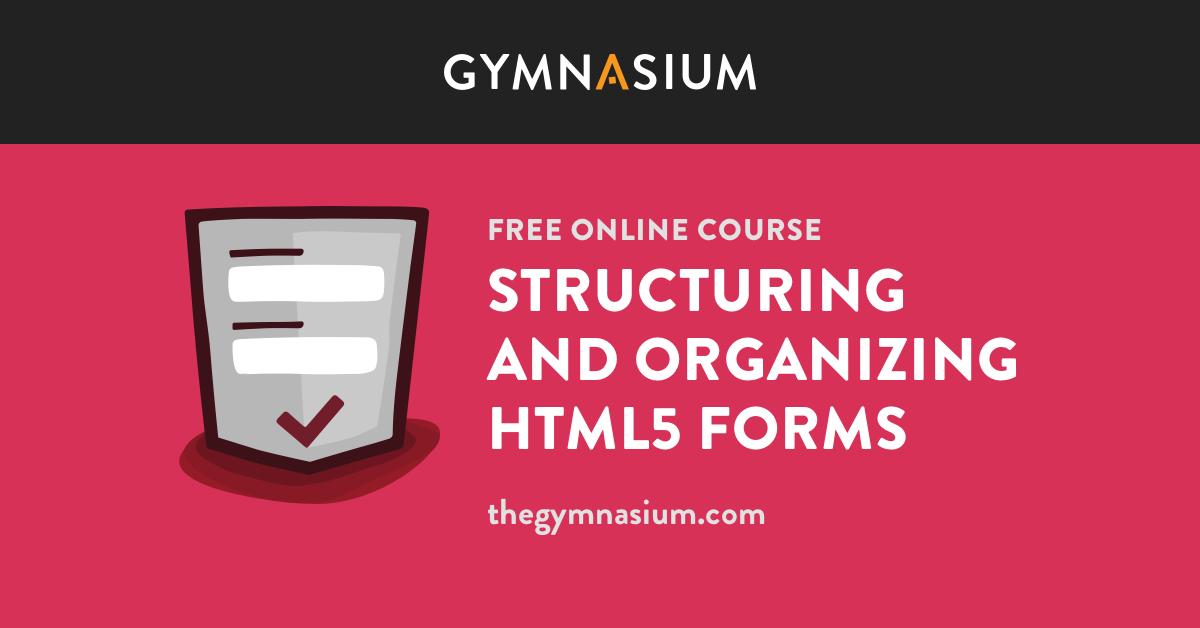 GYMNASIUM
FREE ONLINE COURSE
STRUCTURING
AND ORGANIZING
HTML5 FORMS
thegymnasium.com